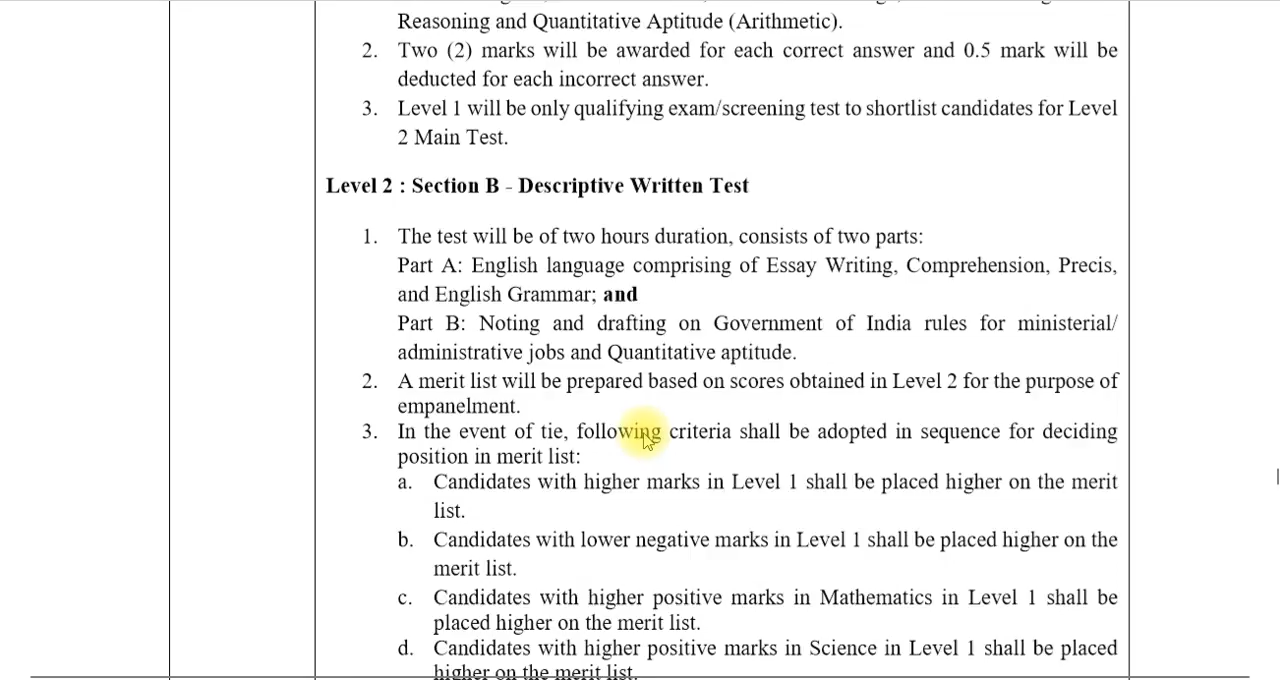 Reasoning and Quantitative Aptitude (Arithmetic).
2. Two (2) marks will be awarded for each correct answer and 0.5 mark will be
deducted for each incorrect answer.
3. Level 1 will be only qualifying exam/screening test to shortlist candidates for Level
2 Main Test.
Level 2 : Section B - Descriptive Written Test
1. The test will be of two hours duration, consists of two parts:
Part A: English language comprising of Essay Writing, Comprehension, Precis,
and English Grammar; and
Part B: Noting and drafting on Government of India rules for ministerial/
administrative jobs and Quantitative aptitude.
2. A merit list will be prepared based on scores obtained in Level 2 for the purpose of
empanelment.
3. In the event of tie, following criteria shall be adopted in sequence for deciding
position in merit list:
a. Candidates with higher marks in Level 1 shall be placed higher on the merit
list.
b. Candidates with lower negative marks in Level 1 shall be placed higher on the
merit list.
c. Candidates with higher positive marks in Mathematics in Level 1 shall be
placed higher on the merit list.
d. Candidates with higher positive marks in Science in Level 1 shall be placed
higher on the merit list.